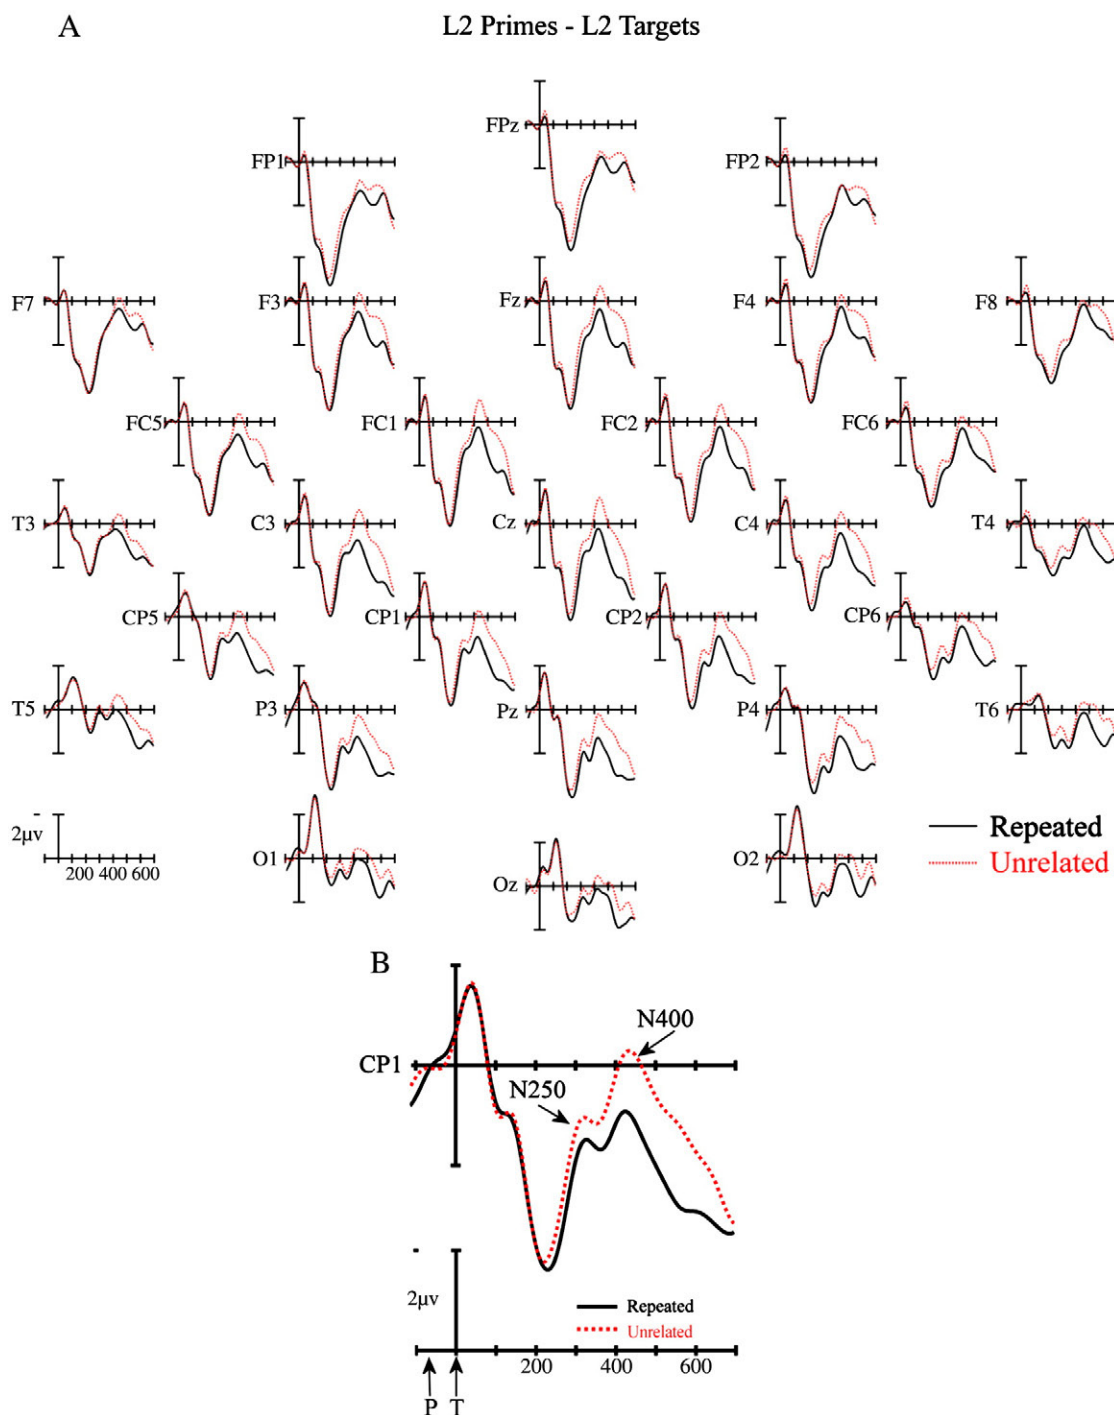 A
L2 Primes - L2 Targets
FPz
FP1
FP2
F7
F3
Fz
F4
F8
FC5
FC1
FC2
FC6
T3
C3
Cz
C4
T4
CP5
CP1
CP2
CP6
T5
P3
Pz
P4
T6
2μv
200 400 600
O1
Oz
O2
Repeated
Unrelated
B
N400
CP1
N250
2μv
Repeated
Unrelated
200 400 600
P T